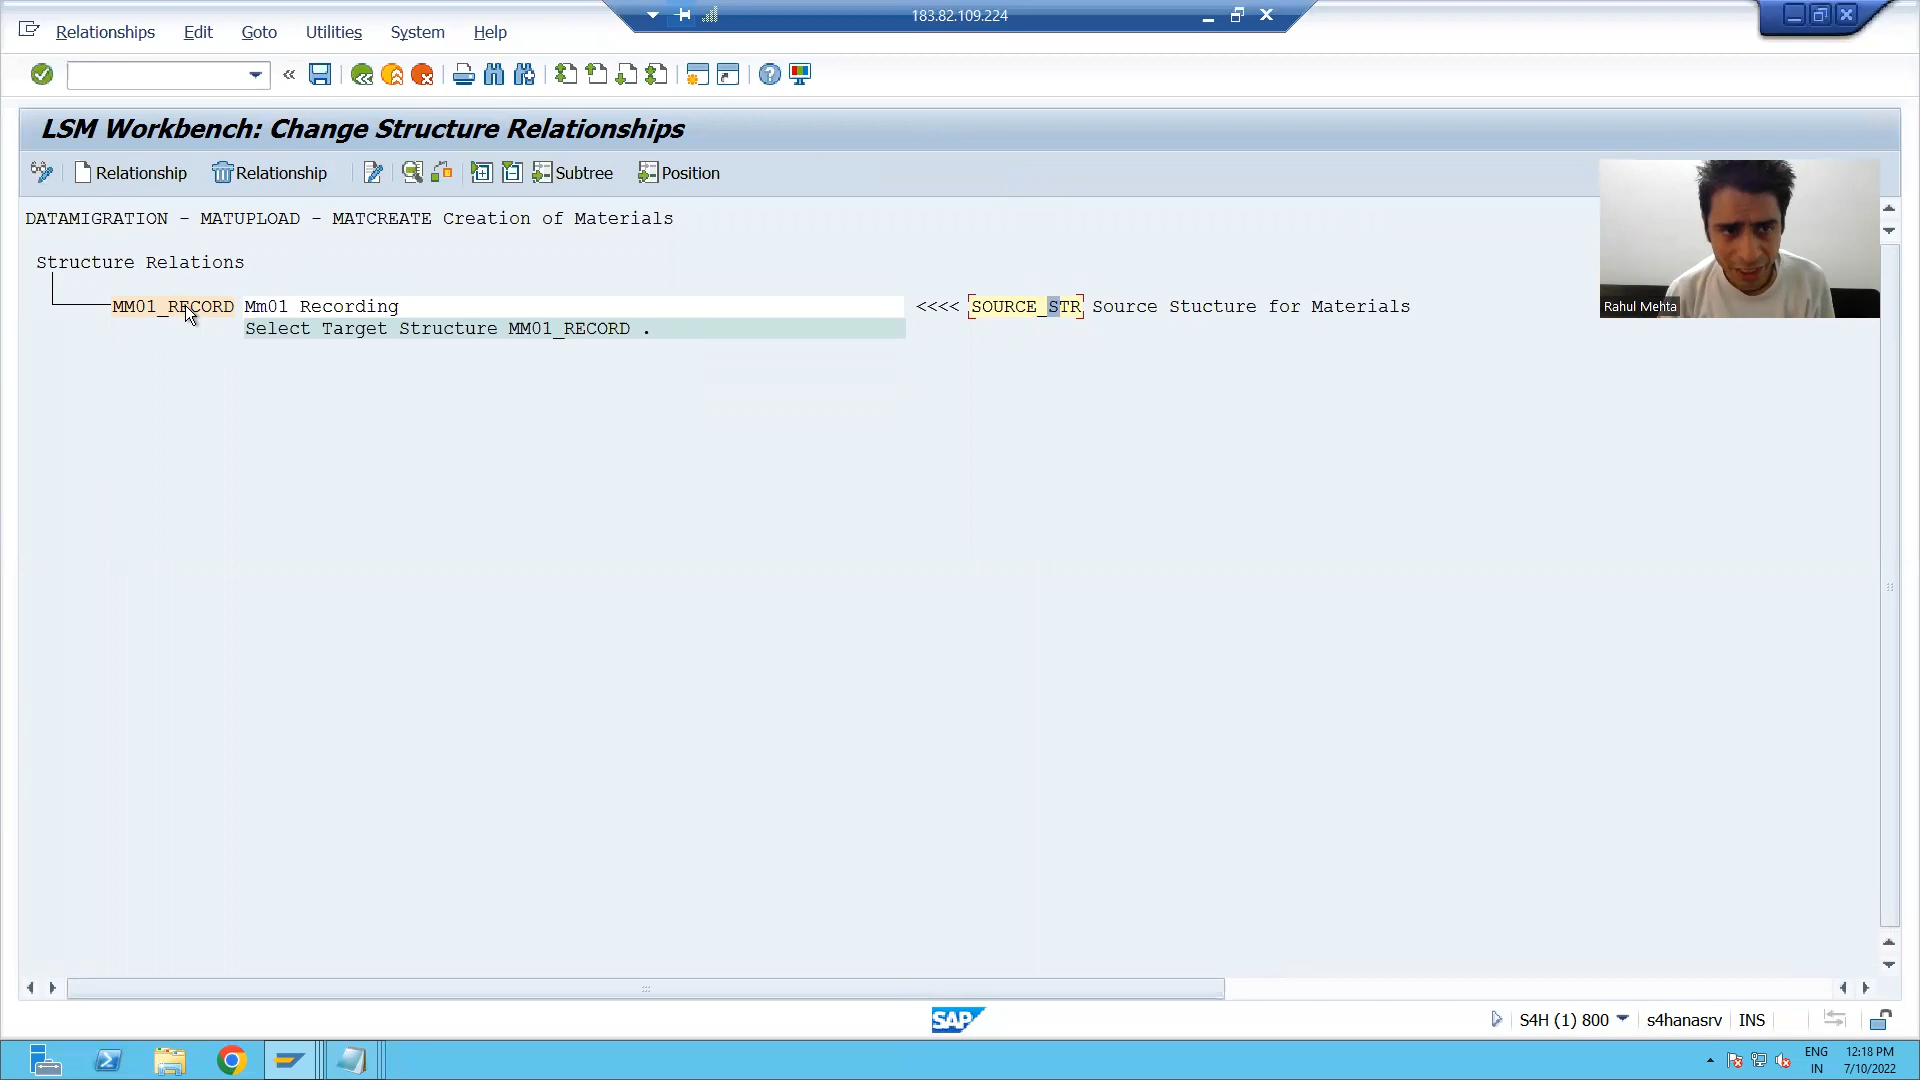 183.82.109.224
Relationships Edit Goto Utilities System Help
LSM Workbench: Change Structure Relationships
Relationship Relationship Subtree Position
DATAMIGRATION - MATUPLOAD - MATCREATE Creation of Materials
Structure Relations
MM01_RECORD Mm01 Recording <<<< SOURCE_STR Source Stucture for Materials
Select Target Structure MM01_RECORD .
Rahul Mehta
SAP
S4H (1) 800 s4hanasrv INS
ENG 12:18 PM
IN 7/10/2022